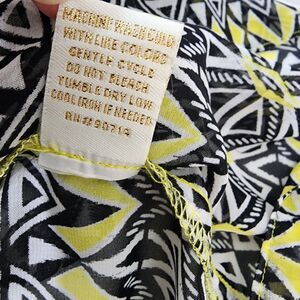 MACHINE WASH COLD
WITH LIKE COLORS
GENTLE CYCLE
DO NOT BLEACH
TUMBLE DRY LOW
COOL IRON IF NEEDED
RN#90714